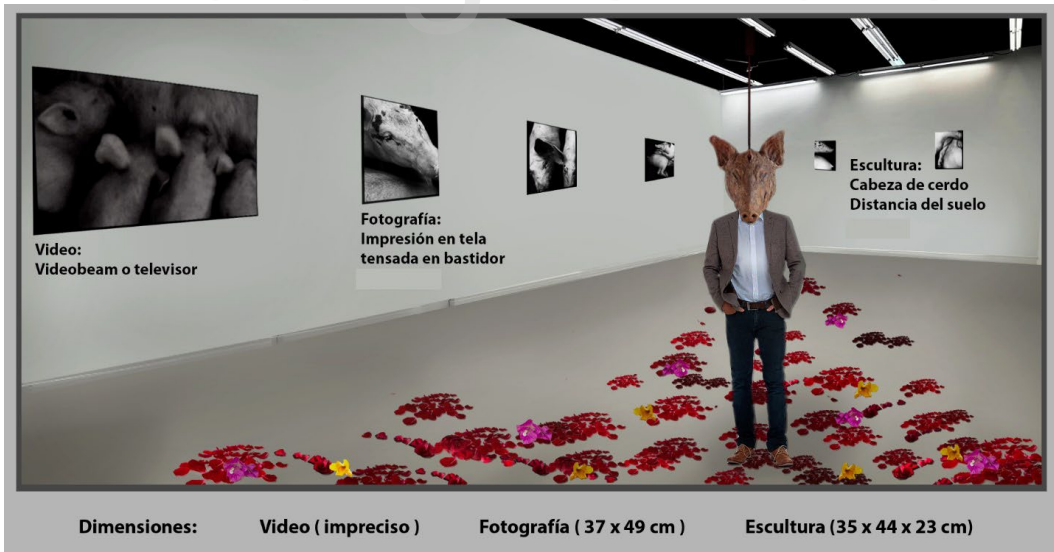 Video:
Videobeam o televisor
Fotografía:
Impresión en tela
tensada en bastidor
Escultura:
Cabeza de cerdo
Distancia del suelo
Dimensiones: Video ( impreciso ) Fotografía ( 37 x 49 cm ) Escultura (35 x 44 x 23 cm)